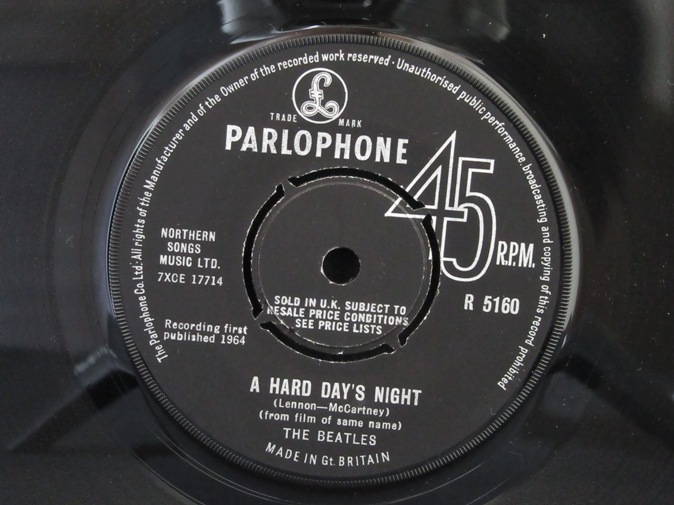 The Parlophone Co. Ltd. All rights of the Manufacturer and of the Owner of the recorded work reserved · Unauthorised public performance, broadcasting and copying of this record prohibited
£
TRADE MARK
PARLOPHONE
45 R.P.M.
NORTHERN
SONGS
MUSIC LTD.
7XCE 17714
R 5160
SOLD IN U.K. SUBJECT TO
RESALE PRICE CONDITIONS
SEE PRICE LISTS
Recording first
published 1964
A HARD DAY'S NIGHT
(Lennon—McCartney)
(from film of same name)
THE BEATLES
MADE IN Gt. BRITAIN